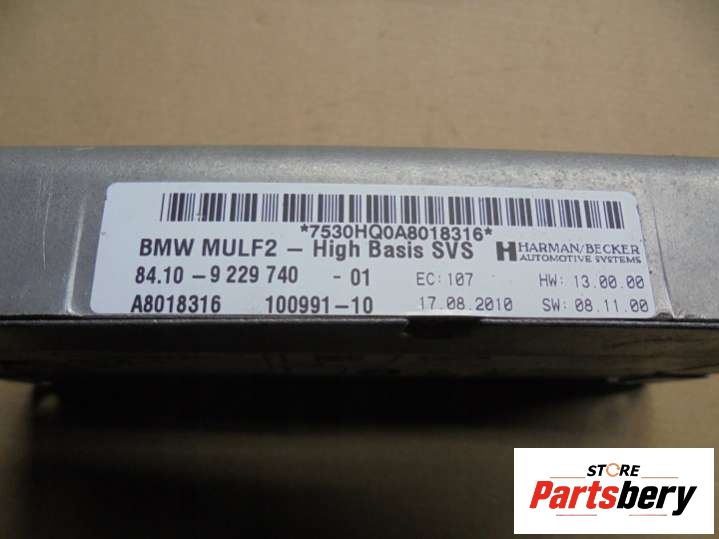 *7530HQ0A8018316*
BMW MULF2 – High Basis SVS
HARMAN/BECKER
AUTOMOTIVE SYSTEMS
84.10 – 9 229 740 - 01 EC: 107 HW: 13.00.00
A8018316 100991–10 17.08.2010 SW: 08.11.00
STORE
Partsbery